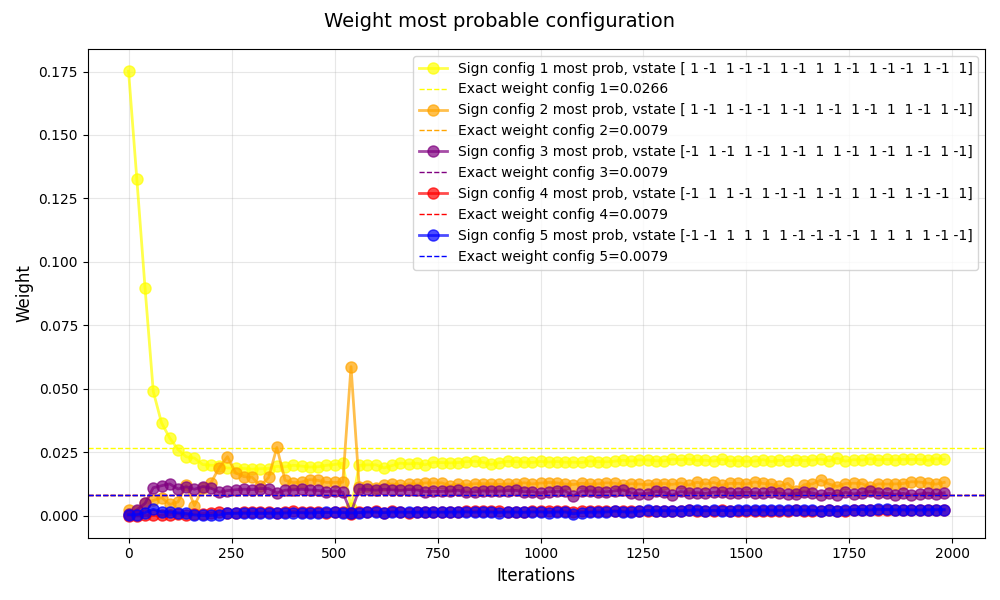 Weight most probable configuration
Weight
0.175
0.150
0.125
0.100
0.075
0.050
0.025
0.000
Sign config 1 most prob, vstate [ 1 -1  1 -1 -1  1 -1  1  1 -1  1 -1 -1  1 -1  1]
Exact weight config 1=0.0266
Sign config 2 most prob, vstate [ 1 -1  1 -1 -1  1 -1  1 -1  1 -1  1  1 -1  1 -1]
Exact weight config 2=0.0079
Sign config 3 most prob, vstate [-1  1 -1  1 -1  1 -1  1  1 -1  1 -1  1 -1  1 -1]
Exact weight config 3=0.0079
Sign config 4 most prob, vstate [-1  1  1 -1  1 -1 -1  1 -1  1  1 -1  1 -1 -1  1]
Exact weight config 4=0.0079
Sign config 5 most prob, vstate [-1 -1  1  1  1  1 -1 -1 -1 -1  1  1  1  1 -1 -1]
Exact weight config 5=0.0079
0 250 500 750 1000 1250 1500 1750 2000
Iterations